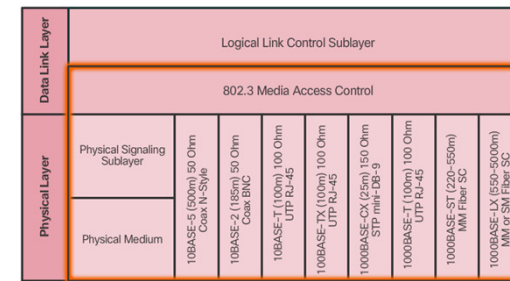 Data Link Layer
Logical Link Control Sublayer
802.3 Media Access Control
Physical Layer
Physical Signaling
Sublayer
Physical Medium
10BASE-5 (500m) 50 Ohm
Coax N-Style
10BASE-2 (185m) 50 Ohm
Coax BNC
10BASE-T (100m) 100 Ohm
UTP RJ-45
100BASE-TX (100m) 100 Ohm
UTP RJ-45
1000BASE-CX (25m) 150 Ohm
STP mini-DB-9
1000BASE-T (100m) 100 Ohm
UTP RJ-45
1000BASE-ST (220-550m)
MM Fiber SC
1000BASE-LX (550-5000m)
MM or SM Fiber SC